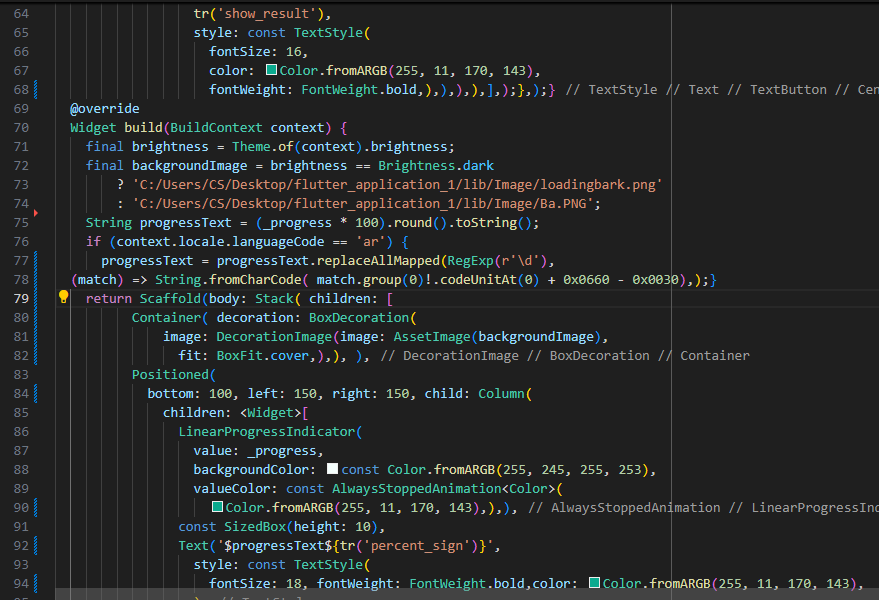 64 tr('show_result'),
65 style: const TextStyle(
66 fontSize: 16,
67 color: Color.fromARGB(255, 11, 170, 143),
68 fontWeight: FontWeight.bold,),),),),],);},);} // TextStyle // Text // TextButton // Cen
69 @override
70 Widget build(BuildContext context) {
71 final brightness = Theme.of(context).brightness;
72 final backgroundImage = brightness == Brightness.dark
73 ? 'C:/Users/CS/Desktop/flutter_application_1/lib/Image/loadingbark.png'
74 : 'C:/Users/CS/Desktop/flutter_application_1/lib/Image/Ba.PNG';
75 String progressText = (_progress * 100).round().toString();
76 if (context.locale.languageCode == 'ar') {
77 progressText = progressText.replaceAllMapped(RegExp(r'\d'),
78 (match) => String.fromCharCode( match.group(0)!.codeUnitAt(0) + 0x0660 - 0x0030),);}
79 return Scaffold(body: Stack( children: [
80 Container( decoration: BoxDecoration(
81 image: DecorationImage(image: AssetImage(backgroundImage),
82 fit: BoxFit.cover,),), ), // DecorationImage // BoxDecoration // Container
83 Positioned(
84 bottom: 100, left: 150, right: 150, child: Column(
85 children: <Widget>[
86 LinearProgressIndicator(
87 value: _progress,
88 backgroundColor: const Color.fromARGB(255, 245, 255, 253),
89 valueColor: const AlwaysStoppedAnimation<Color>(
90 Color.fromARGB(255, 11, 170, 143),),), // AlwaysStoppedAnimation // LinearProgressInd
91 const SizedBox(height: 10),
92 Text('$progressText${tr('percent_sign')}',
93 style: const TextStyle(
94 fontSize: 18, fontWeight: FontWeight.bold,color: Color.fromARGB(255, 11, 170, 143),